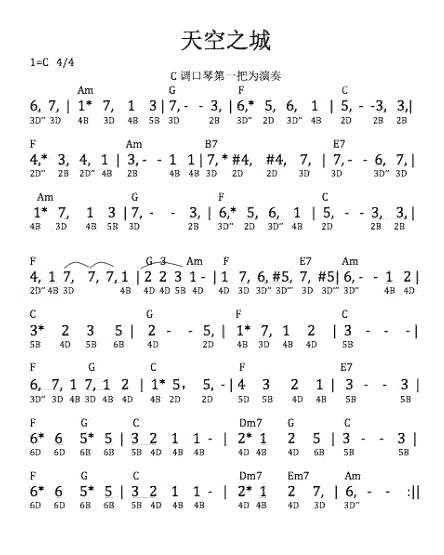 天空之城
1=C 4/4
C 调口琴第一把为演奏
Am G F C
6, 7, | 1* 7, 1 3 | 7, - - 3, | 6,* 5, 6, 1 | 5, - -3, 3, |
3D" 3D 4B 3D 4B 5B 3D 2B 3D" 2D 3D" 4B 2D 2B 2B
F Am B7 E7
4,* 3, 4, 1 | 3, - - 1 1 | 7,* #4, #4, 7, | 7, - - 6, 7, |
2D" 2B 2D" 4B 2B 4B 4B 3D 2D 2D 3D 3D 3D" 3D
Am G F C
1* 7, 1 3 | 7, - - 3, | 6,* 5, 6, 1 | 5, - - 3, 3, |
4B 3D 4B 5B 3D 2B 3D" 2D 3D" 4B 2D 2B 2B
F G 3 Am F E7 Am
4, 1 7, 7, 7, 1 | 2 2 3 1 - | 1 7, 6, #5, 7, #5 | 6, - - 1 2 |
2D" 4B 3D 4B 4D 4D 5B 4D 4B 3D 3D" 3D"' 3D 3D"' 3D" 4B 4D
C G F C
3* 2 3 5 | 2 - - 5, | 1* 7, 1 2 | 3 - - - |
5B 4D 5B 6B 4D 2D 4B 3D 4B 4D 5B
F G C F E7
6, 7, 1 7, 1 2 | 1* 5, 5, - | 4 3 2 1 | 3 - - 3 |
3D" 3D 4B 3D 4B 4D 4B 2D 2D 5D 5B 4D 4B 5B 5B
F G C Dm7 G C
6* 6 5* 5 | 3 2 1 1 - | 2* 1 2 5 | 3 - - 3 |
6D 6D 6B 6B 5B 4D 4B 4B 4D 4B 4D 6B 5B 5B
F G C Dm7 Em7 Am
6* 6 5* 5 | 3 2 1 1 - | 2* 1 2 7, | 6, - - :||
6D 6D 6B 6B 5B 4D 4B 4B 4D 4B 4D 3D 3D"